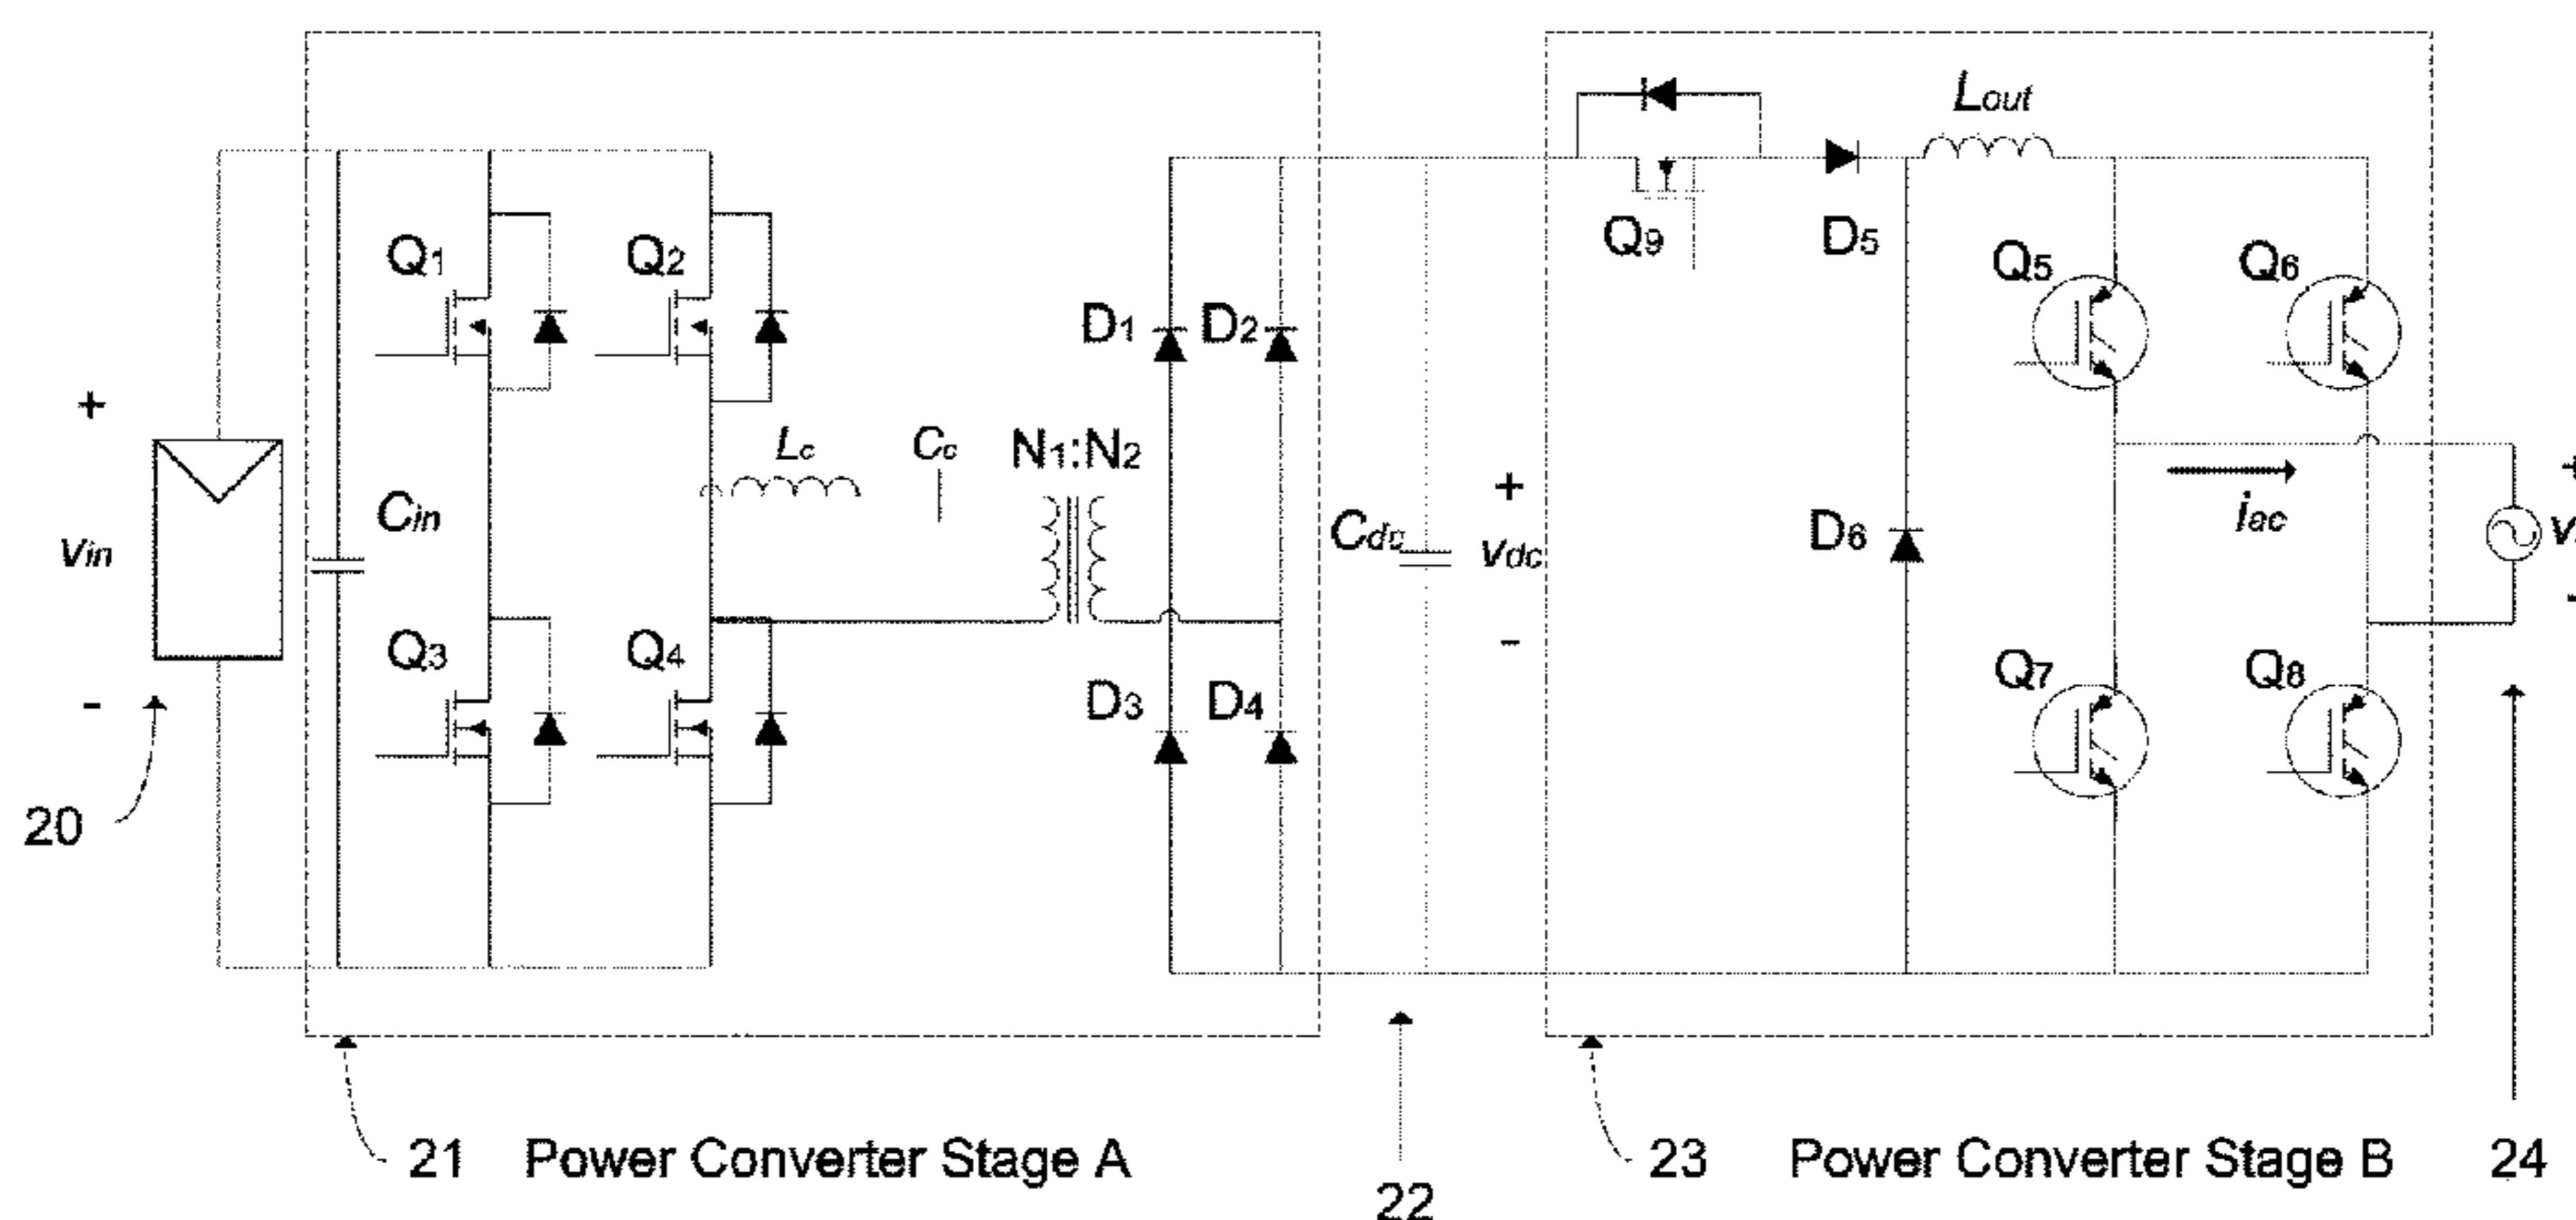 Lout
Q9
D5
Q1
Q2
Q5
Q6
D1
D2
+
Lc
Cc
N1:N2
+
+
Cin
Vin
Cdc
Vdc
D6
iac
-
-
Q3
Q4
D3
D4
Q7
Q8
-
20
21 Power Converter Stage A
22
23 Power Converter Stage B
24